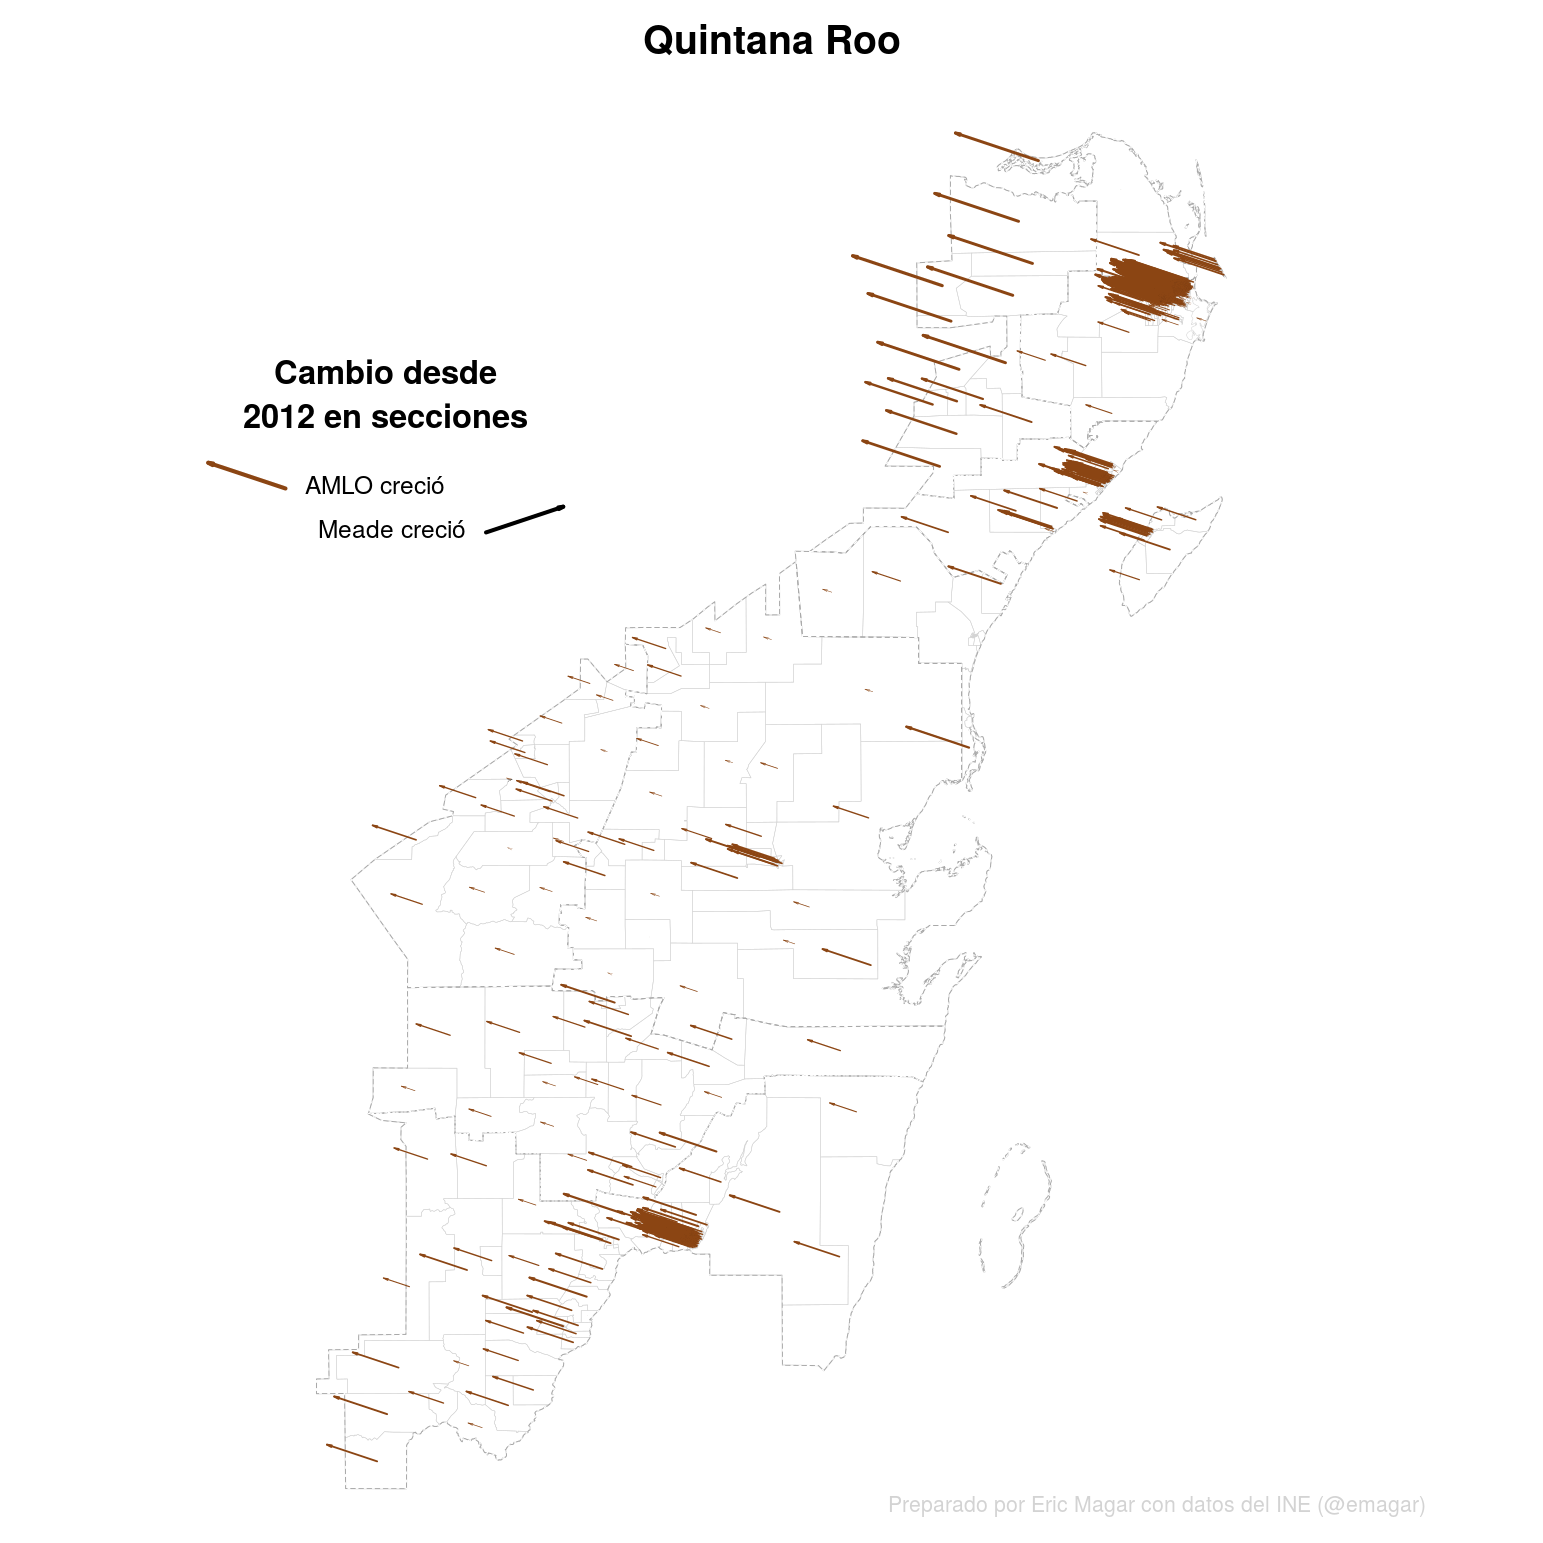 Quintana Roo
Cambio desde
2012 en secciones
AMLO creció
Meade creció
Preparado por Eric Magar con datos del INE (@emagar)